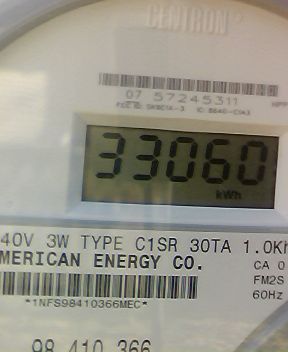 CENTRON®
07 57245311
33060
kWh
40V 3W TYPE C1SR 30TA 1.0Kh
MERICAN ENERGY CO.
CA 0
FM2S
60Hz
*1NFS98410366MEC*
98 410 366